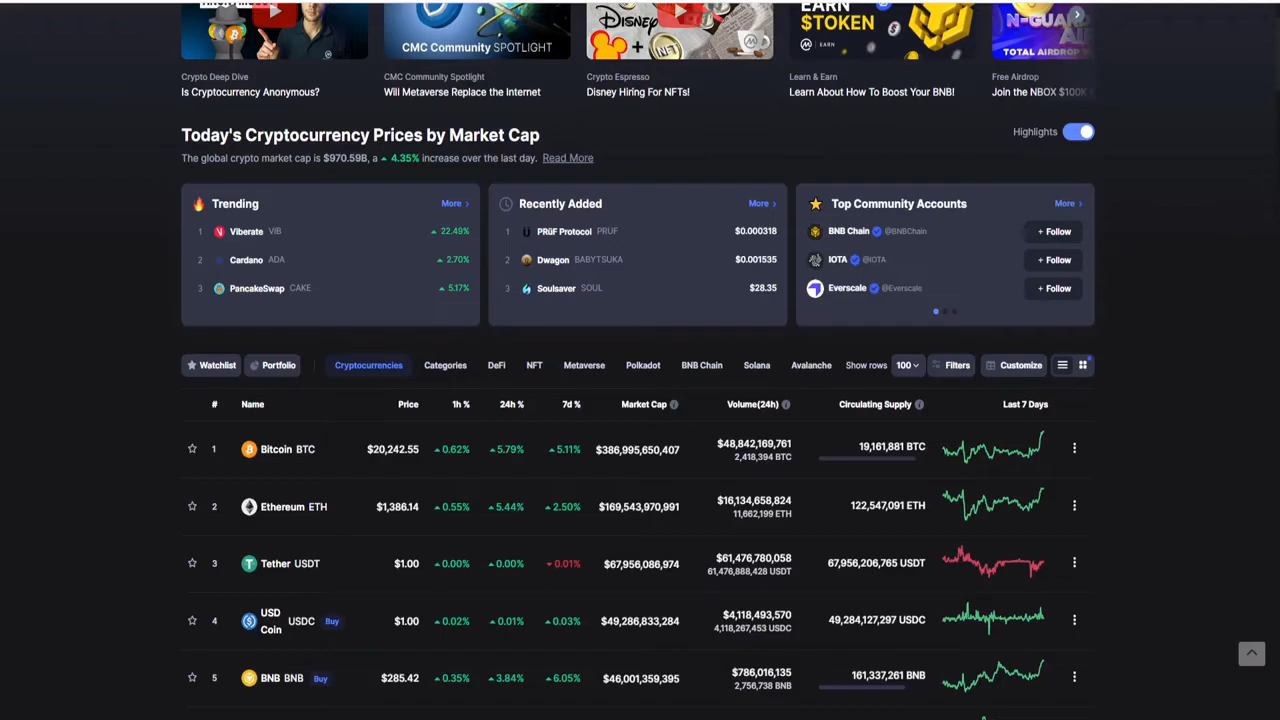 DISNEY
+
NFT
CMC Community SPOTLIGHT
EARN
$TOKEN
EARN
N-GUA
TOTAL AIRDROP
Crypto Deep Dive
Is Cryptocurrency Anonymous?
CMC Community Spotlight
Will Metaverse Replace the Internet
Crypto Espresso
Disney Hiring For NFTs!
Learn & Earn
Learn About How To Boost Your BNB!
Free Airdrop
Join the NBOX $100K
Today's Cryptocurrency Prices by Market Cap
Highlights
The global crypto market cap is $970.59B, a 4.35% increase over the last day. Read More
Trending
More
1 Viberate VIB 22.49%
2 Cardano ADA 2.70%
3 PancakeSwap CAKE 5.17%
Recently Added
More
1 PRüF Protocol PRUF $0.000318
2 Dwagon BABYTSUKA $0.001535
3 Soulsaver SOUL $28.35
Top Community Accounts
More
BNB Chain @BNBChain + Follow
IOTA @IOTA + Follow
Everscale @Everscale + Follow
Watchlist Portfolio Cryptocurrencies Categories DeFi NFT Metaverse Polkadot BNB Chain Solana Avalanche Show rows 100 Filters Customize
# Name Price 1h % 24h % 7d % Market Cap Volume(24h) Circulating Supply Last 7 Days
1 Bitcoin BTC $20,242.55 0.62% 5.79% 5.11% $386,995,650,407 $48,842,169,761 19,161,881 BTC
2,418,394 BTC
2 Ethereum ETH $1,386.14 0.55% 5.44% 2.50% $169,543,970,991 $16,134,658,824 122,547,091 ETH
11,662,199 ETH
3 Tether USDT $1.00 0.00% 0.00% 0.01% $67,956,086,974 $61,476,780,058 67,956,206,765 USDT
61,476,888,428 USDT
4 USD Coin USDC Buy $1.00 0.02% 0.01% 0.03% $49,286,833,284 $4,118,493,570 49,284,127,297 USDC
4,118,267,453 USDC
5 BNB BNB Buy $285.42 0.35% 3.84% 6.05% $46,001,359,395 $786,016,135 161,337,261 BNB
2,756,738 BNB